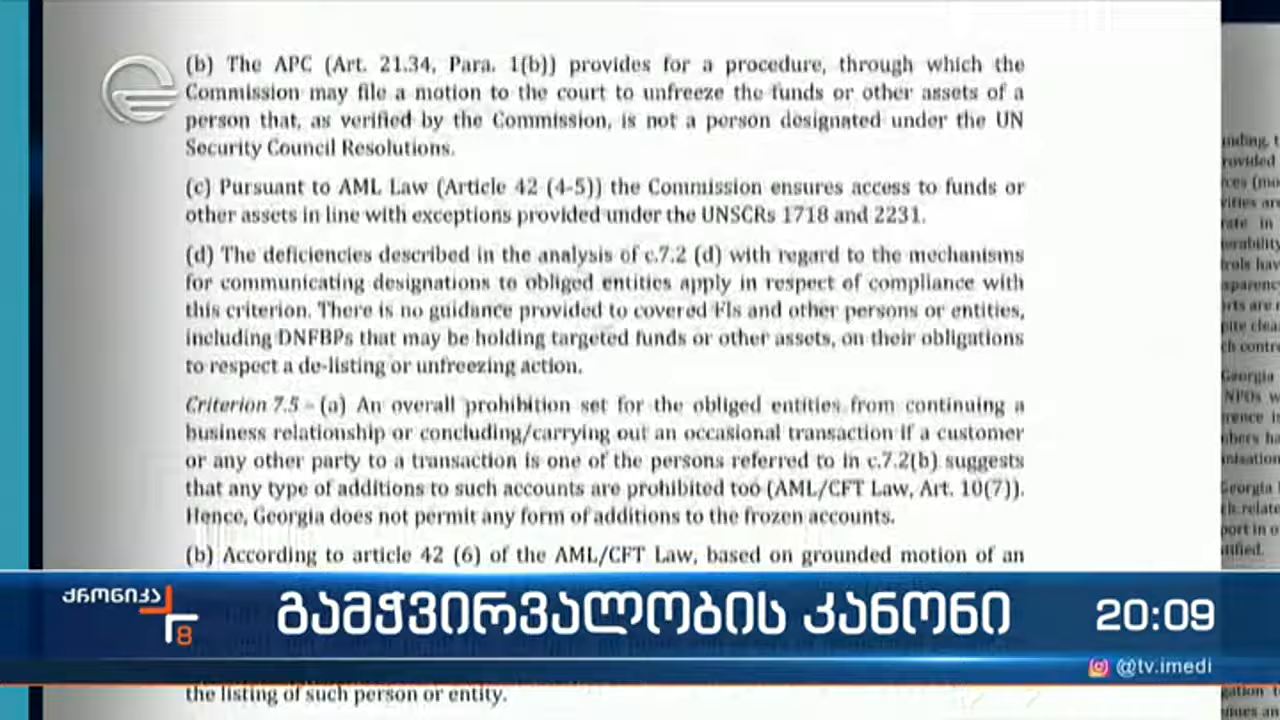 (b) The APC (Art. 21.34, Para. 1(b)) provides for a procedure, through which the
Commission may file a motion to the court to unfreeze the funds or other assets of a
person that, as verified by the Commission, is not a person designated under the UN
Security Council Resolutions.
(c) Pursuant to AML Law (Article 42 (4-5)) the Commission ensures access to funds or
other assets in line with exceptions provided under the UNSCRs 1718 and 2231.
(d) The deficiencies described in the analysis of c.7.2 (d) with regard to the mechanisms
for communicating designations to obliged entities apply in respect of compliance with
this criterion. There is no guidance provided to covered FIs and other persons or entities,
including DNFBPs that may be holding targeted funds or other assets, on their obligations
to respect a de-listing or unfreezing action.
Criterion 7.5 – (a) An overall prohibition set for the obliged entities from continuing a
business relationship or concluding/carrying out an occasional transaction if a customer
or any other party to a transaction is one of the persons referred to in c.7.2(b) suggests
that any type of additions to such accounts are prohibited too (AML/CFT Law, Art. 10(7)).
Hence, Georgia does not permit any form of additions to the frozen accounts.
(b) According to article 42 (6) of the AML/CFT Law, based on grounded motion of an
ქრონიკა
8
გამჭვირვალობის კანონი
20:09
@tv.imedi
the listing of such person or entity.